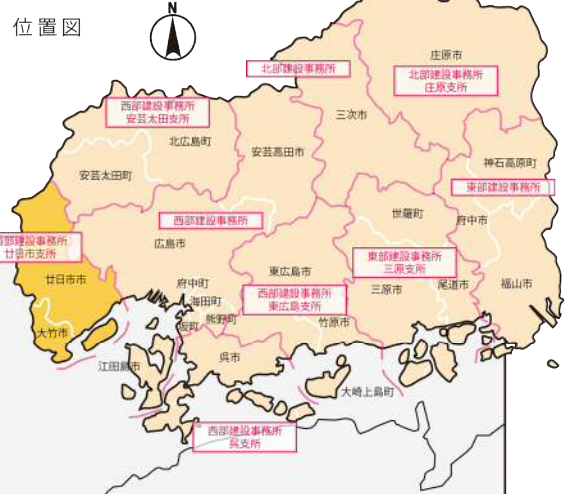 位置図
N
庄原市
北部建設事務所
北部建設事務所
庄原支所
西部建設事務所
安芸太田支所
三次市
北広島町
安芸高田市
神石高原町
安芸太田町
東部建設事務所
世羅町
府中市
西部建設事務所
西部建設事務所
廿日市支所
広島市
東部建設事務所
三原支所
東広島市
廿日市市
府中町
海田町
三原市
尾道市
福山市
西部建設事務所
東広島支所
熊野町
坂町
竹原市
大竹市
呉市
江田島市
大崎上島町
西部建設事務所
呉支所